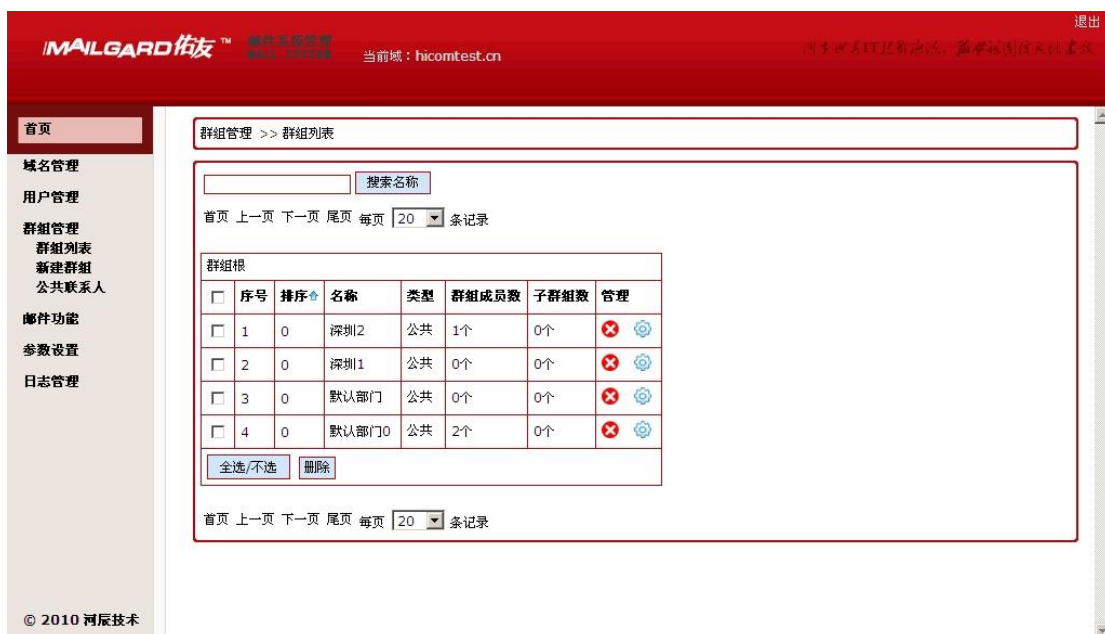 退出
MAILGARD佑友™ 邮件系统管理
当前域：hicomtest.cn
首页
域名管理
用户管理
群组管理
群组列表
新建群组
公共联系人
邮件功能
参数设置
日志管理
© 2010 河辰技术
群组管理 >> 群组列表
搜索名称
首页 上一页 下一页 尾页 每页 20 条记录
群组根
序号 排序 名称 类型 群组成员数 子群组数 管理
1 0 深圳2 公共 1个 0个
2 0 深圳1 公共 0个 0个
3 0 默认部门 公共 0个 0个
4 0 默认部门0 公共 2个 0个
全选/不选 删除
首页 上一页 下一页 尾页 每页 20 条记录